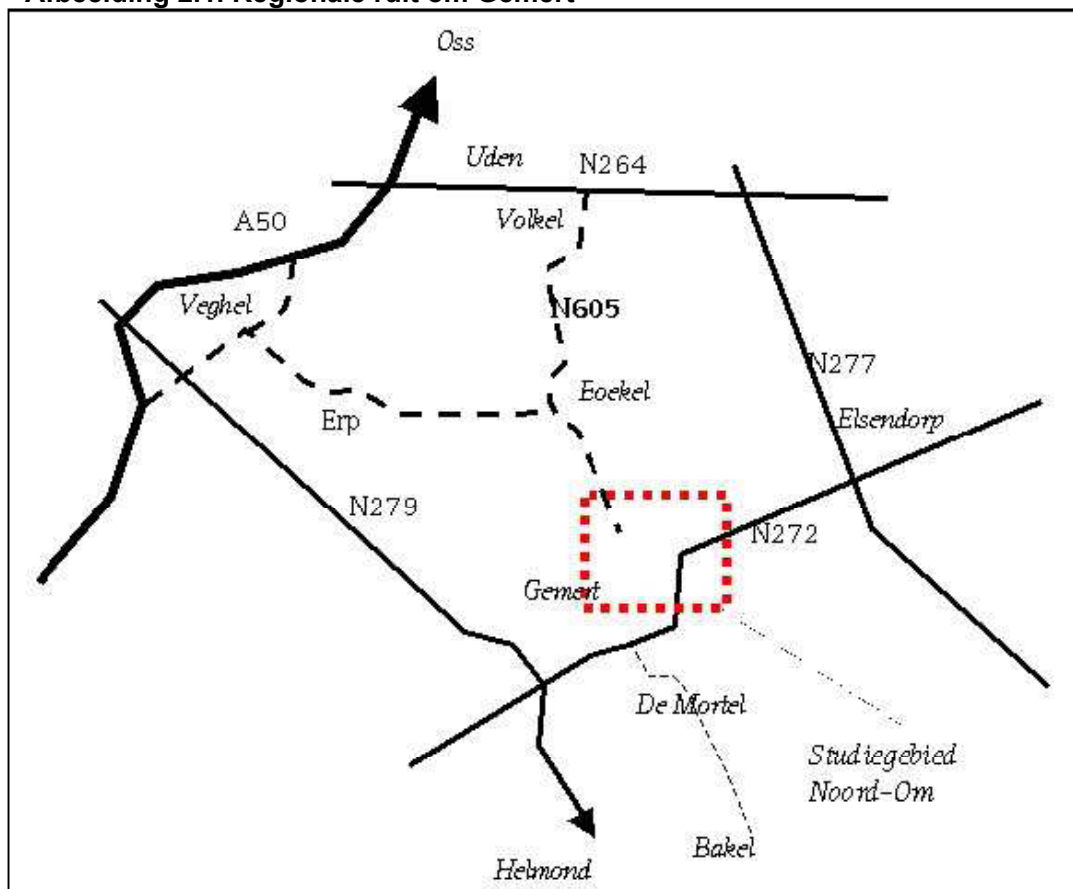 Afbeelding 2.1: Regionale ruit om Gemert
Oss
Uden
N264
Volkel
A50
Veghel
N605
N277
Eoekel
Erp
Elsendorp
N279
N272
Gemert
De Mortel
Studiegebied
Noord-Om
Bakel
Helmond